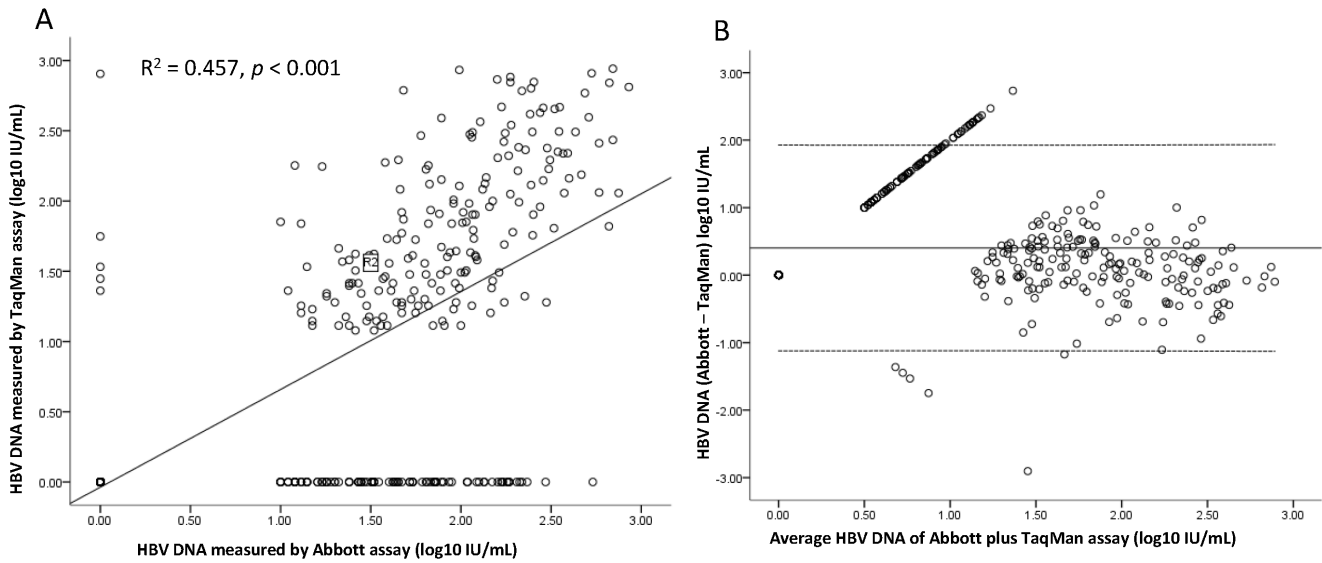 A
R² = 0.457, p < 0.001
HBV DNA measured by TaqMan assay (log10 IU/mL)
3.00
2.50
2.00
1.50
1.00
0.50
0.00
0.00 0.50 1.00 1.50 2.00 2.50 3.00
HBV DNA measured by Abbott assay (log10 IU/mL)
B
HBV DNA (Abbott – TaqMan) log10 IU/mL
3.00
2.00
1.00
0.00
-1.00
-2.00
-3.00
0.00 0.50 1.00 1.50 2.00 2.50 3.00
Average HBV DNA of Abbott plus TaqMan assay (log10 IU/mL)